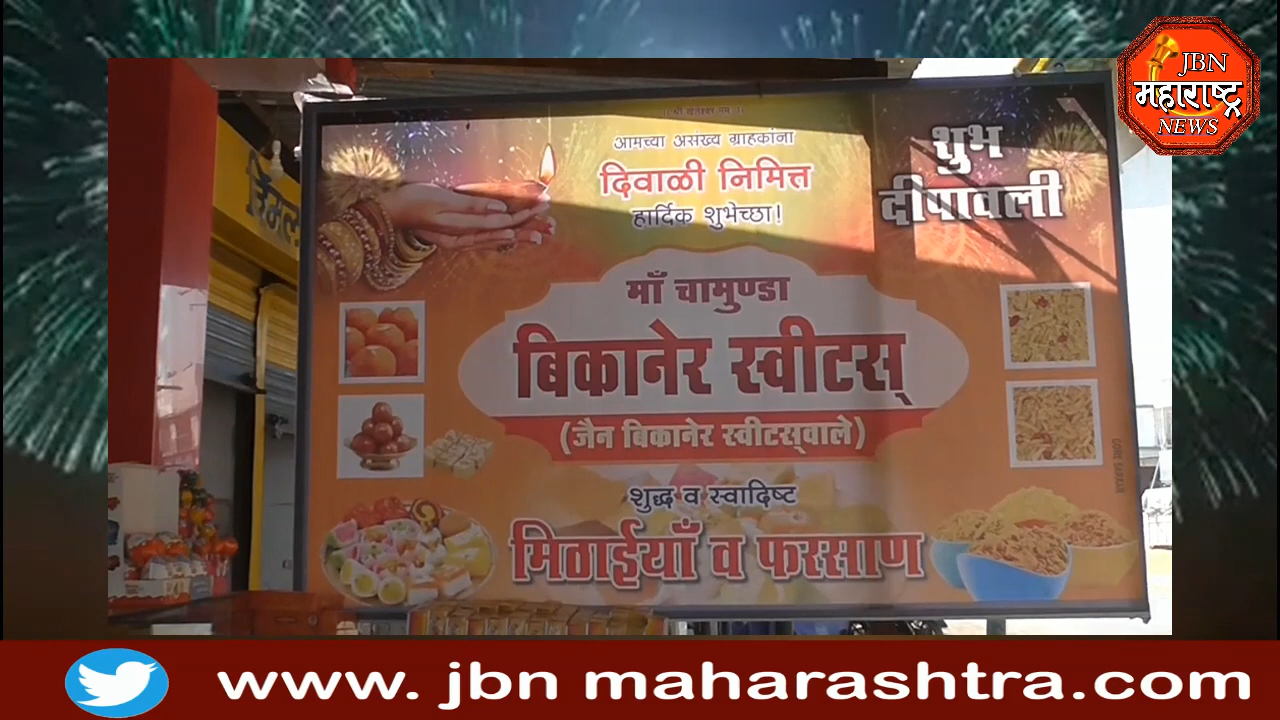 JBN
महाराष्ट्र
NEWS
आमच्या असंख्य ग्राहकांना
दिवाळी निमित्त
हार्दिक शुभेच्छा!
शुभ
दीपावली
माँ चामुण्डा
बिकानेर स्वीटस्
(जैन बिकानेर स्वीटस्वाले)
शुद्ध व स्वादिष्ट
मिठाईयाँ व फरसाण
www. jbn maharashtra.com